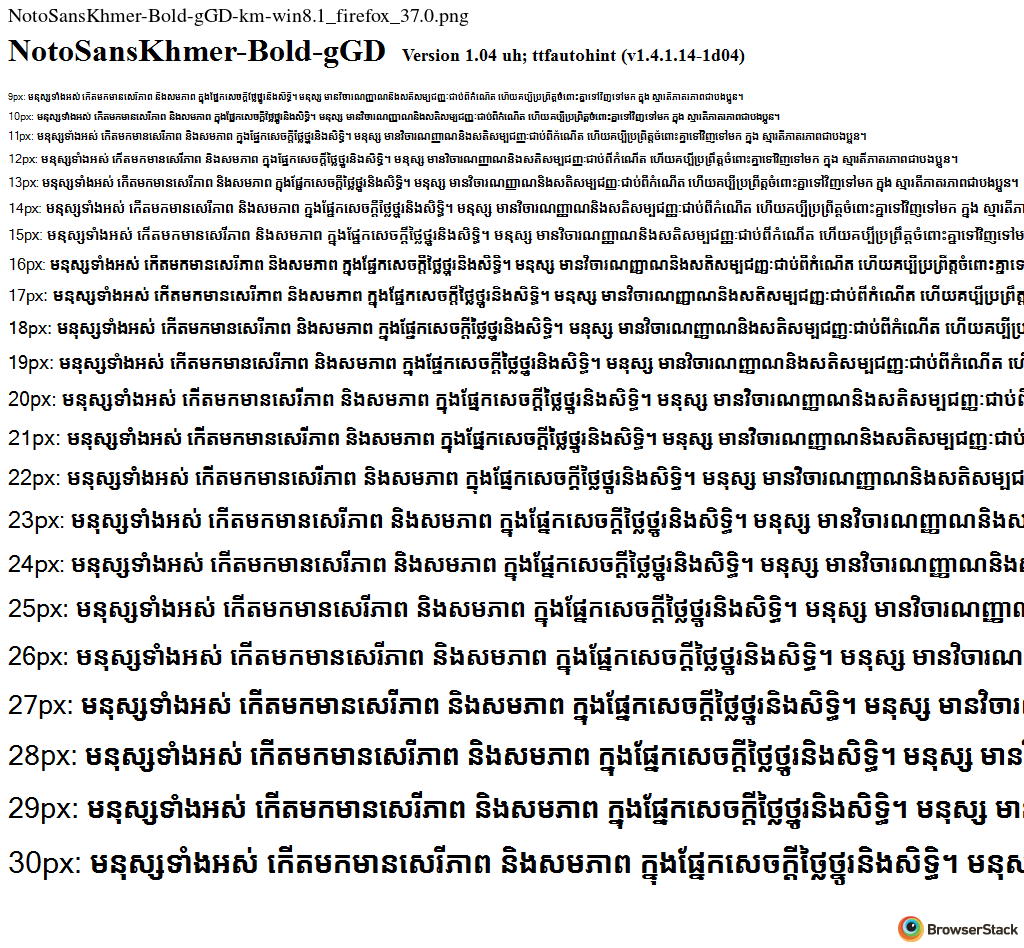 NotoSansKhmer-Bold-gGD-km-win8.1_firefox_37.0.png
NotoSansKhmer-Bold-gGD Version 1.04 uh; ttfautohint (v1.4.1.14-1d04)
9px: មនុស្សទាំងអស់ កើតមកមានសេរីភាព និងសមភាព ក្នុងផ្នែកសេចក្ដីថ្លៃថ្នូរនិងសិទ្ធិ។ មនុស្ស មានវិចារណញ្ញាណនិងសតិសម្បជញ្ញៈជាប់ពីកំណើត ហើយគប្បីប្រព្រឹត្តចំពោះគ្នាទៅវិញទៅមក ក្នុង ស្មារតីភាតរភាពជាបងប្អូន។
10px: មនុស្សទាំងអស់ កើតមកមានសេរីភាព និងសមភាព ក្នុងផ្នែកសេចក្ដីថ្លៃថ្នូរនិងសិទ្ធិ។ មនុស្ស មានវិចារណញ្ញាណនិងសតិសម្បជញ្ញៈជាប់ពីកំណើត ហើយគប្បីប្រព្រឹត្តចំពោះគ្នាទៅវិញទៅមក ក្នុង ស្មារតីភាតរភាពជាបងប្អូន។
11px: មនុស្សទាំងអស់ កើតមកមានសេរីភាព និងសមភាព ក្នុងផ្នែកសេចក្ដីថ្លៃថ្នូរនិងសិទ្ធិ។ មនុស្ស មានវិចារណញ្ញាណនិងសតិសម្បជញ្ញៈជាប់ពីកំណើត ហើយគប្បីប្រព្រឹត្តចំពោះគ្នាទៅវិញទៅមក ក្នុង ស្មារតីភាតរភាពជាបងប្អូន។
12px: មនុស្សទាំងអស់ កើតមកមានសេរីភាព និងសមភាព ក្នុងផ្នែកសេចក្ដីថ្លៃថ្នូរនិងសិទ្ធិ។ មនុស្ស មានវិចារណញ្ញាណនិងសតិសម្បជញ្ញៈជាប់ពីកំណើត ហើយគប្បីប្រព្រឹត្តចំពោះគ្នាទៅវិញទៅមក ក្នុង ស្មារតីភាតរភាពជាបងប្អូន។
13px: មនុស្សទាំងអស់ កើតមកមានសេរីភាព និងសមភាព ក្នុងផ្នែកសេចក្ដីថ្លៃថ្នូរនិងសិទ្ធិ។ មនុស្ស មានវិចារណញ្ញាណនិងសតិសម្បជញ្ញៈជាប់ពីកំណើត ហើយគប្បីប្រព្រឹត្តចំពោះគ្នាទៅវិញទៅមក ក្នុង ស្មារតីភាតរភាពជាបងប្អូន។
14px: មនុស្សទាំងអស់ កើតមកមានសេរីភាព និងសមភាព ក្នុងផ្នែកសេចក្ដីថ្លៃថ្នូរនិងសិទ្ធិ។ មនុស្ស មានវិចារណញ្ញាណនិងសតិសម្បជញ្ញៈជាប់ពីកំណើត ហើយគប្បីប្រព្រឹត្តចំពោះគ្នាទៅវិញទៅមក ក្នុង ស្មារតីភា
15px: មនុស្សទាំងអស់ កើតមកមានសេរីភាព និងសមភាព ក្នុងផ្នែកសេចក្ដីថ្លៃថ្នូរនិងសិទ្ធិ។ មនុស្ស មានវិចារណញ្ញាណនិងសតិសម្បជញ្ញៈជាប់ពីកំណើត ហើយគប្បីប្រព្រឹត្តចំពោះគ្នាទៅវិញទៅម
16px: មនុស្សទាំងអស់ កើតមកមានសេរីភាព និងសមភាព ក្នុងផ្នែកសេចក្ដីថ្លៃថ្នូរនិងសិទ្ធិ។ មនុស្ស មានវិចារណញ្ញាណនិងសតិសម្បជញ្ញៈជាប់ពីកំណើត ហើយគប្បីប្រព្រឹត្តចំពោះគ្នាទេ
17px: មនុស្សទាំងអស់ កើតមកមានសេរីភាព និងសមភាព ក្នុងផ្នែកសេចក្ដីថ្លៃថ្នូរនិងសិទ្ធិ។ មនុស្ស មានវិចារណញ្ញាណនិងសតិសម្បជញ្ញៈជាប់ពីកំណើត ហើយគប្បីប្រព្រឹត្ត
18px: មនុស្សទាំងអស់ កើតមកមានសេរីភាព និងសមភាព ក្នុងផ្នែកសេចក្ដីថ្លៃថ្នូរនិងសិទ្ធិ។ មនុស្ស មានវិចារណញ្ញាណនិងសតិសម្បជញ្ញៈជាប់ពីកំណើត ហើយគប្បីប្រ
19px: មនុស្សទាំងអស់ កើតមកមានសេរីភាព និងសមភាព ក្នុងផ្នែកសេចក្ដីថ្លៃថ្នូរនិងសិទ្ធិ។ មនុស្ស មានវិចារណញ្ញាណនិងសតិសម្បជញ្ញៈជាប់ពីកំណើត ហើ
20px: មនុស្សទាំងអស់ កើតមកមានសេរីភាព និងសមភាព ក្នុងផ្នែកសេចក្ដីថ្លៃថ្នូរនិងសិទ្ធិ។ មនុស្ស មានវិចារណញ្ញាណនិងសតិសម្បជញ្ញៈជាប់ពី
21px: មនុស្សទាំងអស់ កើតមកមានសេរីភាព និងសមភាព ក្នុងផ្នែកសេចក្ដីថ្លៃថ្នូរនិងសិទ្ធិ។ មនុស្ស មានវិចារណញ្ញាណនិងសតិសម្បជញ្ញៈជាប់
22px: មនុស្សទាំងអស់ កើតមកមានសេរីភាព និងសមភាព ក្នុងផ្នែកសេចក្ដីថ្លៃថ្នូរនិងសិទ្ធិ។ មនុស្ស មានវិចារណញ្ញាណនិងសតិសម្បជ
23px: មនុស្សទាំងអស់ កើតមកមានសេរីភាព និងសមភាព ក្នុងផ្នែកសេចក្ដីថ្លៃថ្នូរនិងសិទ្ធិ។ មនុស្ស មានវិចារណញ្ញាណនិងស
24px: មនុស្សទាំងអស់ កើតមកមានសេរីភាព និងសមភាព ក្នុងផ្នែកសេចក្ដីថ្លៃថ្នូរនិងសិទ្ធិ។ មនុស្ស មានវិចារណញ្ញាណនិងស
25px: មនុស្សទាំងអស់ កើតមកមានសេរីភាព និងសមភាព ក្នុងផ្នែកសេចក្ដីថ្លៃថ្នូរនិងសិទ្ធិ។ មនុស្ស មានវិចារណញ្ញាណ
26px: មនុស្សទាំងអស់ កើតមកមានសេរីភាព និងសមភាព ក្នុងផ្នែកសេចក្ដីថ្លៃថ្នូរនិងសិទ្ធិ។ មនុស្ស មានវិចារណ
27px: មនុស្សទាំងអស់ កើតមកមានសេរីភាព និងសមភាព ក្នុងផ្នែកសេចក្ដីថ្លៃថ្នូរនិងសិទ្ធិ។ មនុស្ស មានវិចារ
28px: មនុស្សទាំងអស់ កើតមកមានសេរីភាព និងសមភាព ក្នុងផ្នែកសេចក្ដីថ្លៃថ្នូរនិងសិទ្ធិ។ មនុស្ស មាន
29px: មនុស្សទាំងអស់ កើតមកមានសេរីភាព និងសមភាព ក្នុងផ្នែកសេចក្ដីថ្លៃថ្នូរនិងសិទ្ធិ។ មនុស្ស មា
30px: មនុស្សទាំងអស់ កើតមកមានសេរីភាព និងសមភាព ក្នុងផ្នែកសេចក្ដីថ្លៃថ្នូរនិងសិទ្ធិ។ មនុស
BrowserStack